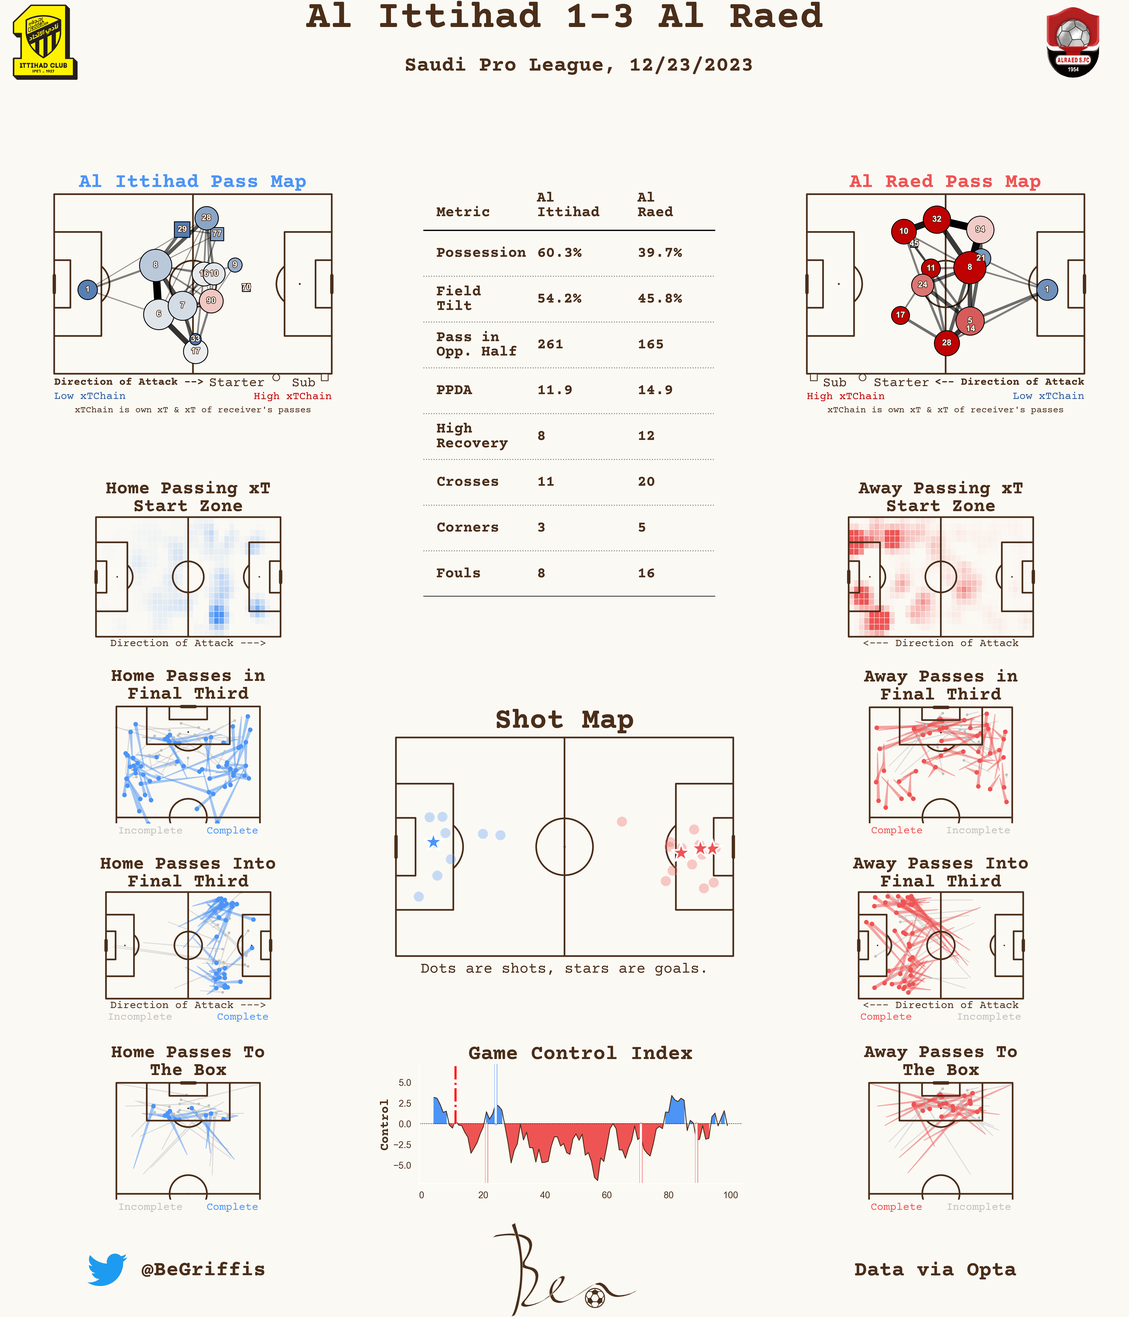 Al Ittihad 1-3 Al Raed
Saudi Pro League, 12/23/2023
ITTIHAD CLUB
ALRAED S.FC
1954
Al Ittihad Pass Map
28
29
77
8
9
16
10
70
1
7
90
6
33
17
Direction of Attack --> Starter Sub
Low xTChain High xTChain
xTChain is own xT & xT of receiver's passes
Metric Al Ittihad Al Raed
Possession 60.3% 39.7%
Field Tilt 54.2% 45.8%
Pass in Opp. Half 261 165
PPDA 11.9 14.9
High Recovery 8 12
Crosses 11 20
Corners 3 5
Fouls 8 16
Al Raed Pass Map
32
10
94
45
21
11
8
24
1
17
5
14
28
Sub Starter <-- Direction of Attack
High xTChain Low xTChain
xTChain is own xT & xT of receiver's passes
Home Passing xT
Start Zone
Direction of Attack --->
Away Passing xT
Start Zone
<--- Direction of Attack
Home Passes in
Final Third
Incomplete Complete
Away Passes in
Final Third
Complete Incomplete
Shot Map
Dots are shots, stars are goals.
Home Passes Into
Final Third
Direction of Attack --->
Incomplete Complete
Away Passes Into
Final Third
<--- Direction of Attack
Complete Incomplete
Home Passes To
The Box
Incomplete Complete
Game Control Index
Control
5.0
2.5
0.0
−2.5
−5.0
0 20 40 60 80 100
Away Passes To
The Box
Complete Incomplete
@BeGriffis
Bea
Data via Opta